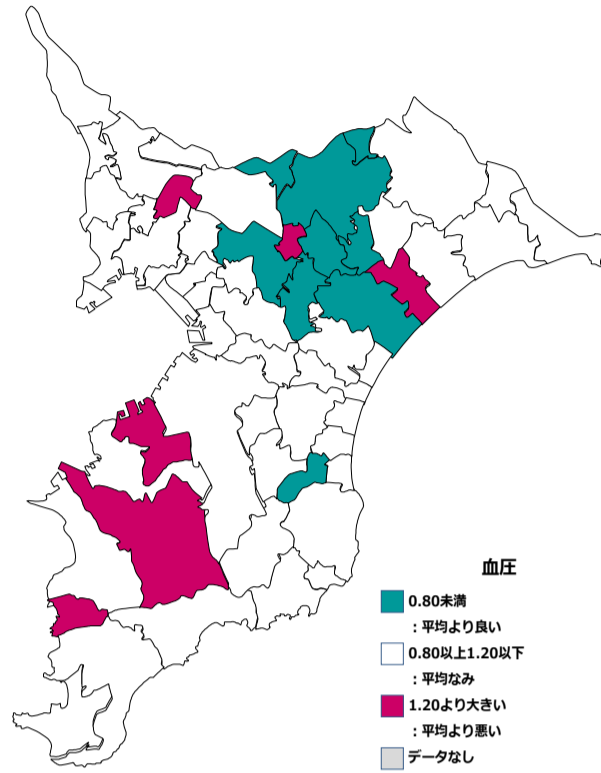 血圧
0.80未満
：平均より良い
0.80以上1.20以下
：平均なみ
1.20より大きい
：平均より悪い
データなし